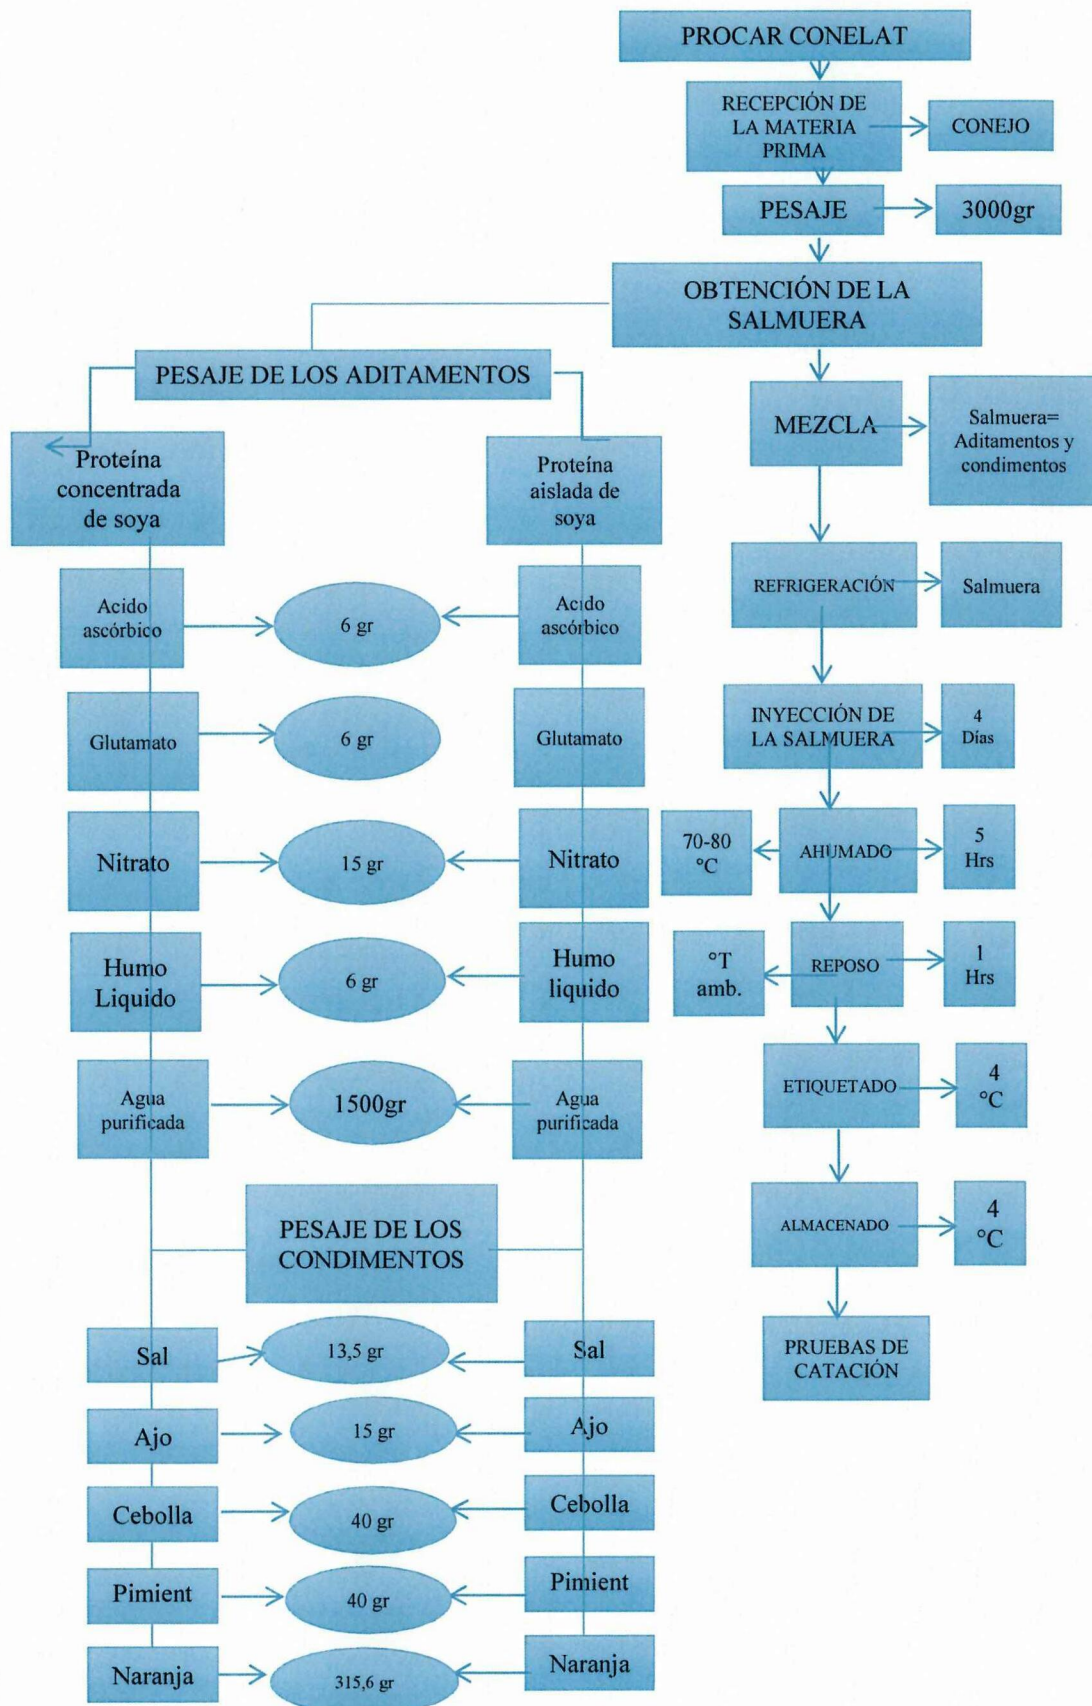 PROCAR CONELAT
RECEPCIÓN DE
LA MATERIA
PRIMA
CONEJO
PESAJE
3000gr
OBTENCIÓN DE LA
SALMUERA
PESAJE DE LOS ADITAMENTOS
MEZCLA
Salmuera=
Aditamentos y
condimentos
Proteína
concentrada
de soya
Proteína
aislada de
soya
REFRIGERACIÓN
Salmuera
Acido
ascórbico
6 gr
Acido
ascórbico
INYECCIÓN DE
LA SALMUERA
4
Días
Glutamato
6 gr
Glutamato
70-80
°C
AHUMADO
5
Hrs
Nitrato
15 gr
Nitrato
°T
amb.
REPOSO
1
Hrs
Humo
Liquido
6 gr
Humo
liquido
ETIQUETADO
4
°C
Agua
purificada
1500gr
Agua
purificada
ALMACENADO
4
°C
PESAJE DE LOS
CONDIMENTOS
PRUEBAS DE
CATACIÓN
Sal
13,5 gr
Sal
Ajo
15 gr
Ajo
Cebolla
40 gr
Cebolla
Pimient
40 gr
Pimient
Naranja
315,6 gr
Naranja